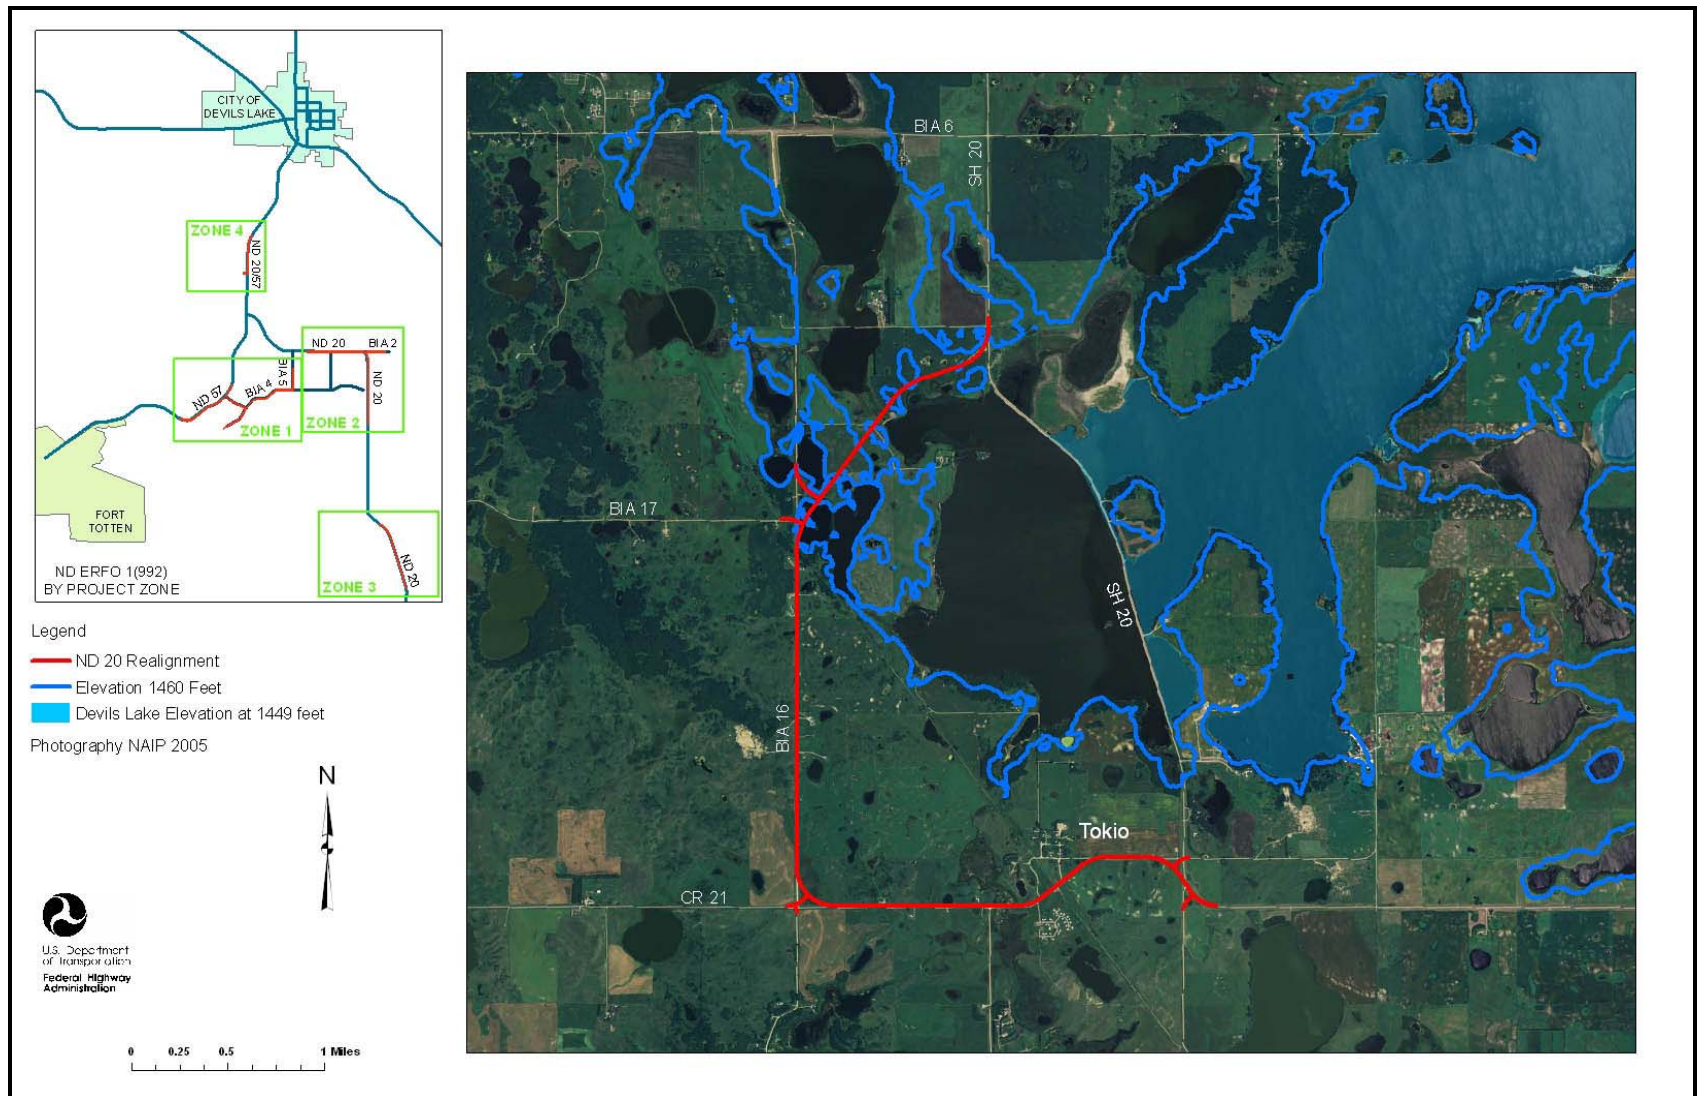 CITY OF
DEVILS LAKE
ZONE 4
ND 20/57
ND 20
BIA 2
BIA 5
ND 57
BIA 4
ND 20
ZONE 1
ZONE 2
FORT
TOTTEN
ND ERFO 1(992)
BY PROJECT ZONE
ZONE 3
ND 20
Legend
ND 20 Realignment
Elevation 1460 Feet
Devils Lake Elevation at 1449 feet
Photography NAIP 2005
N
U.S. Department
of Transportation
Federal Highway
Administration
0 0.25 0.5 1 Miles
BIA 6
SH 20
BIA 17
SH 20
BIA 16
Tokio
CR 21